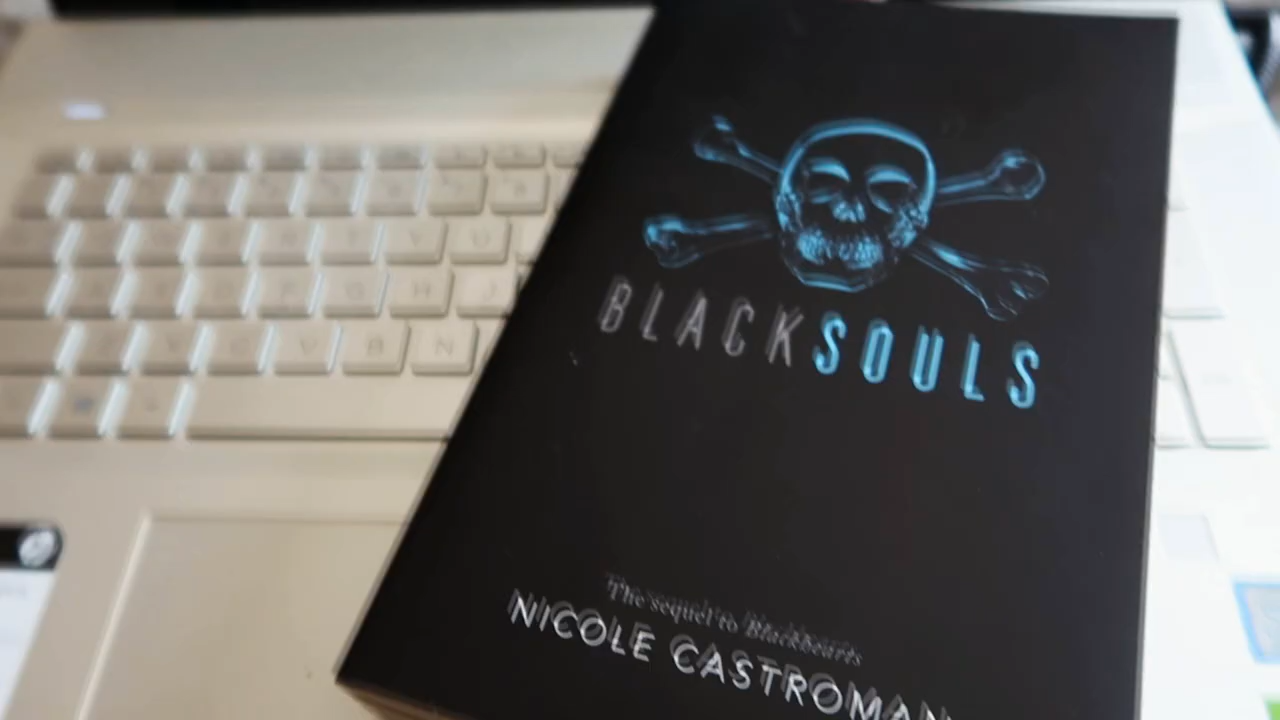 BLACKSOULS
The sequel to Blackhearts
NICOLE CASTROMAN
V
G H J
V B N